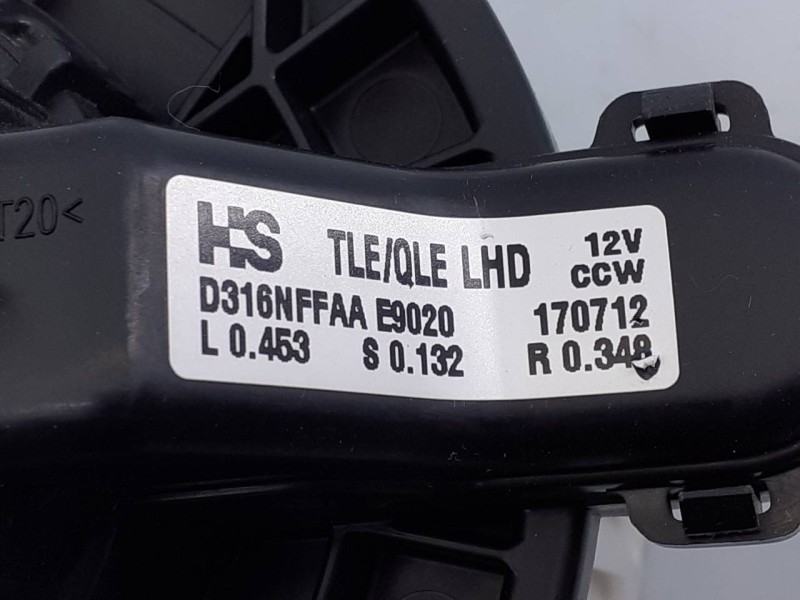 T20<
HS TLE/QLE LHD 12V CCW
D316NFFAA E9020 170712
L 0.453 S 0.132 R 0.348